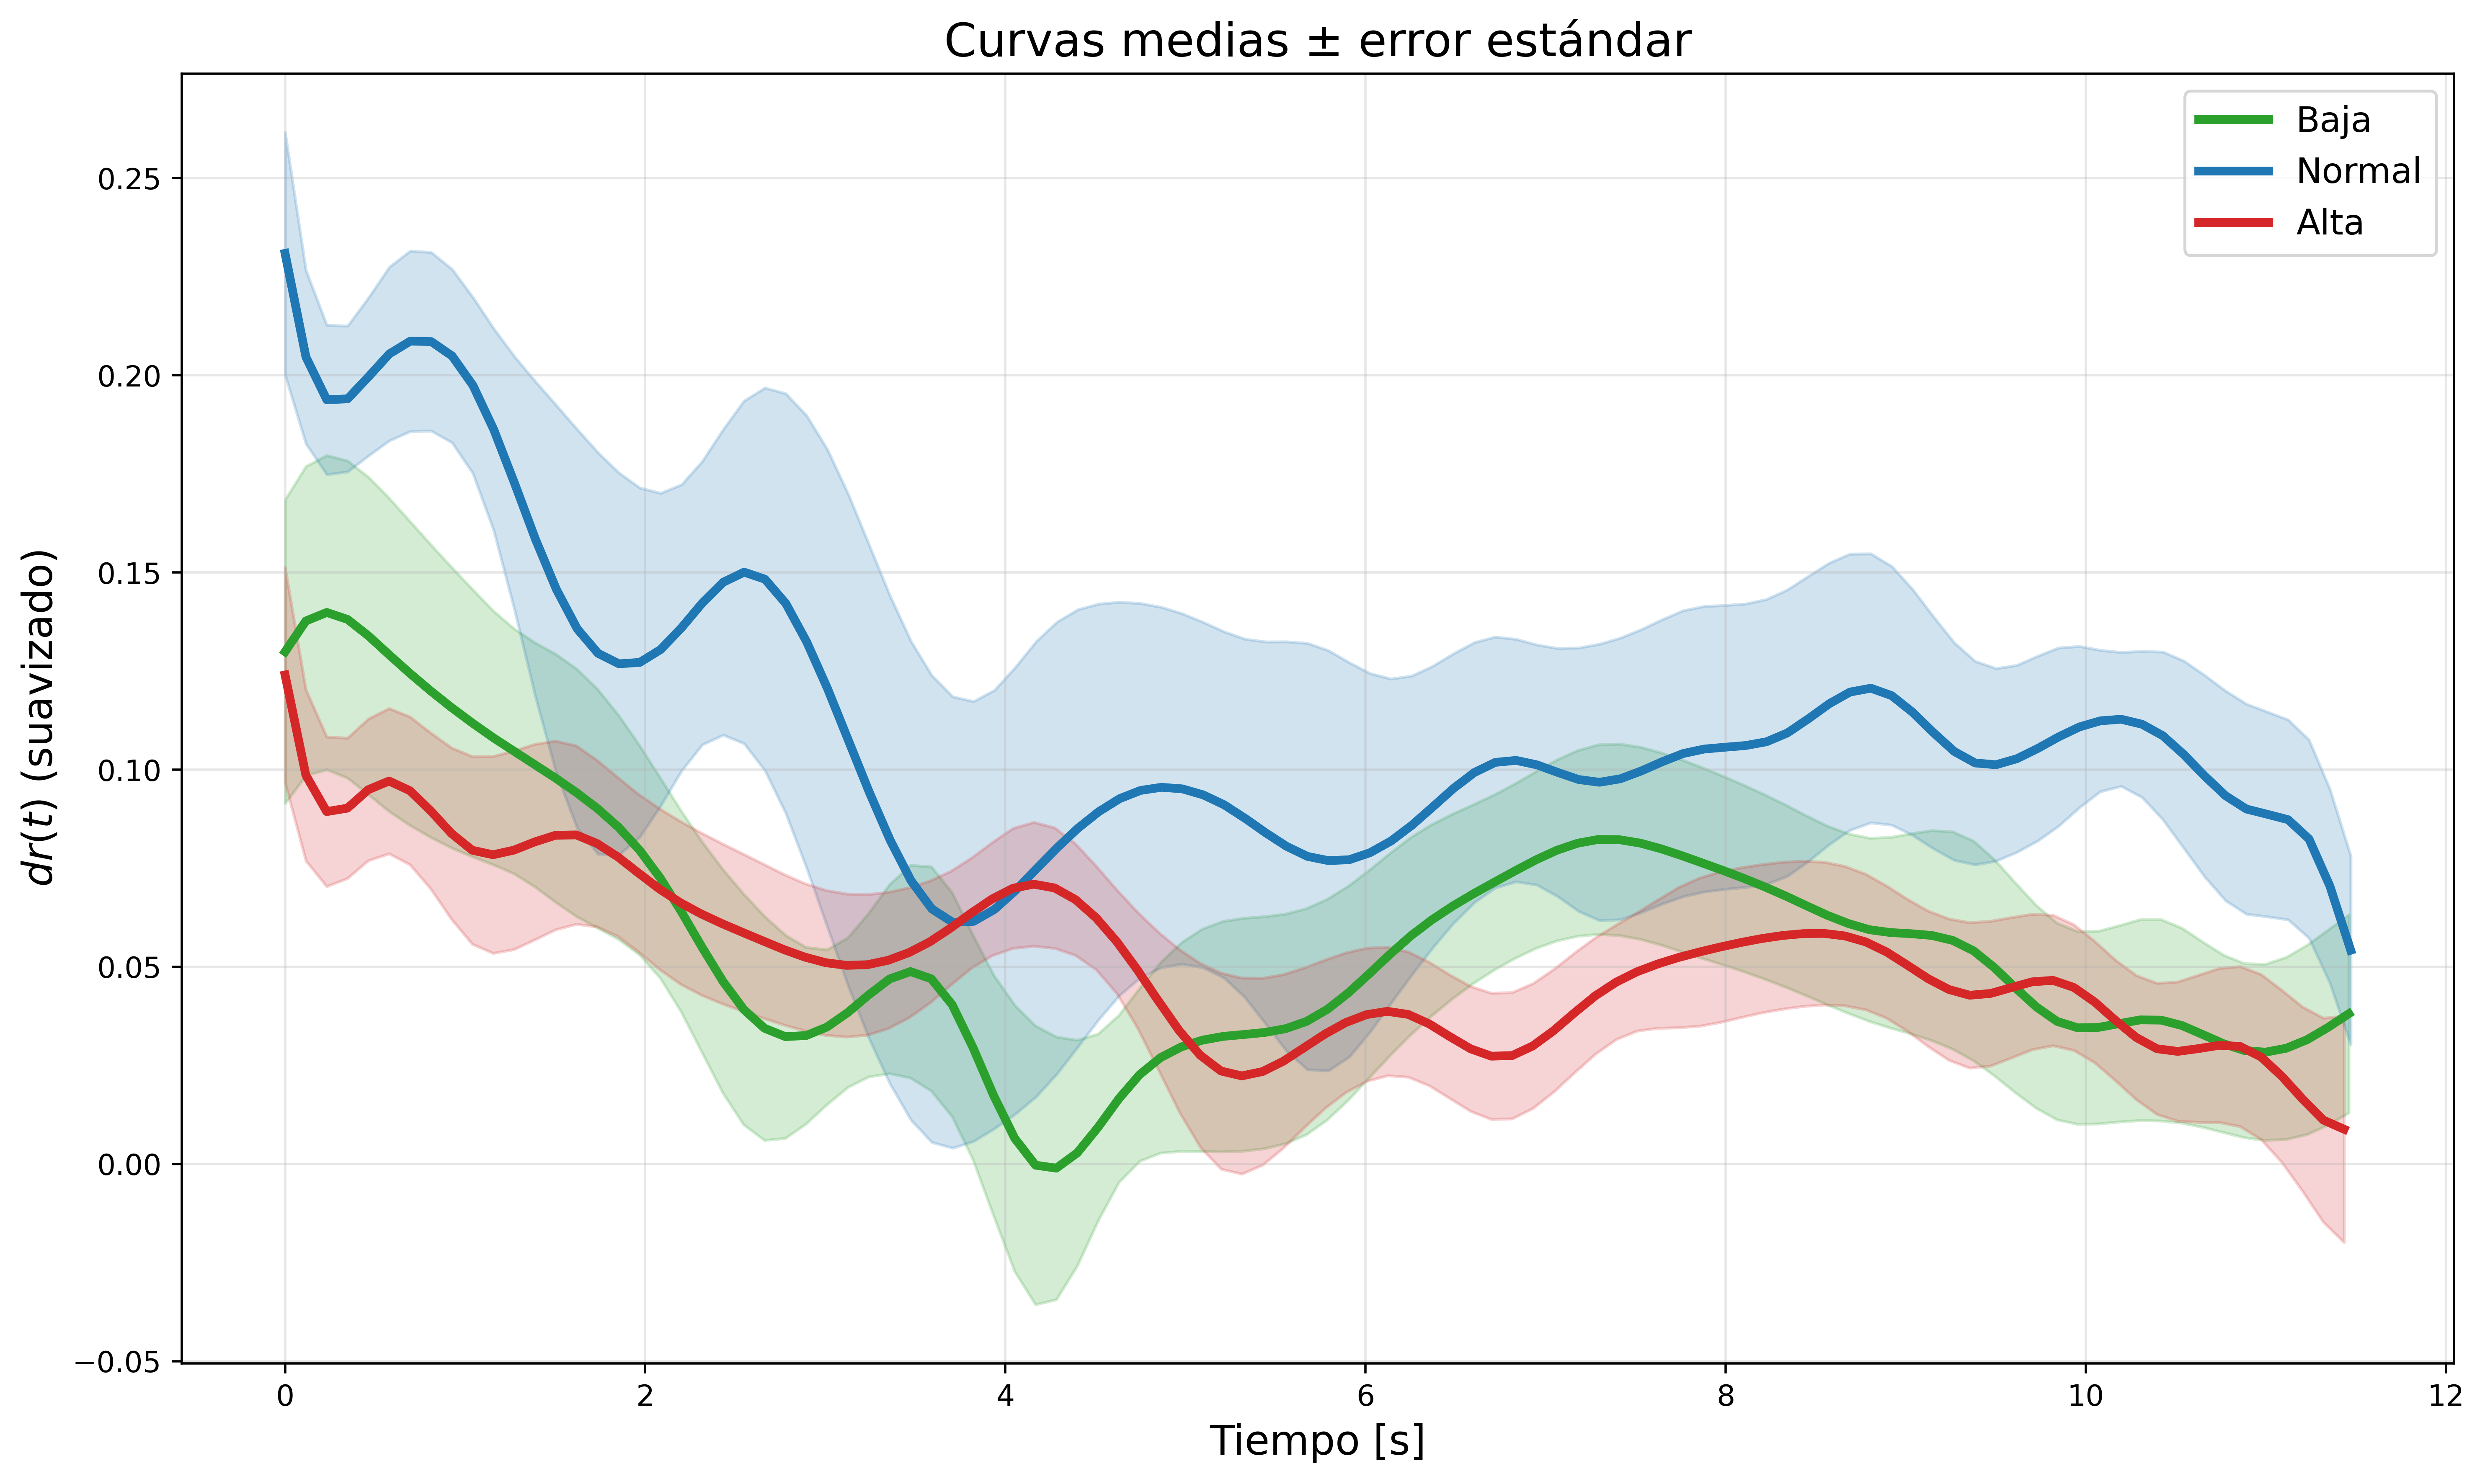 Curvas medias ± error estándar
Baja
Normal
Alta
dr(t) (suavizado)
0.25
0.20
0.15
0.10
0.05
0.00
−0.05
0 2 4 6 8 10 12
Tiempo [s]